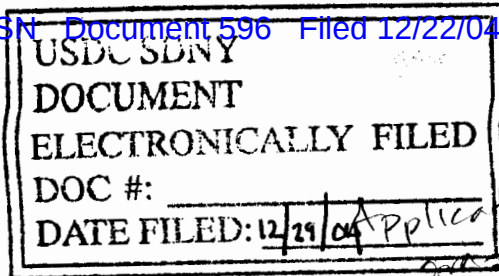 SN Document 596 Filed 12/22/04
USDC SDNY
DOCUMENT
ELECTRONICALLY FILED
DOC #:
DATE FILED: 12/29/04